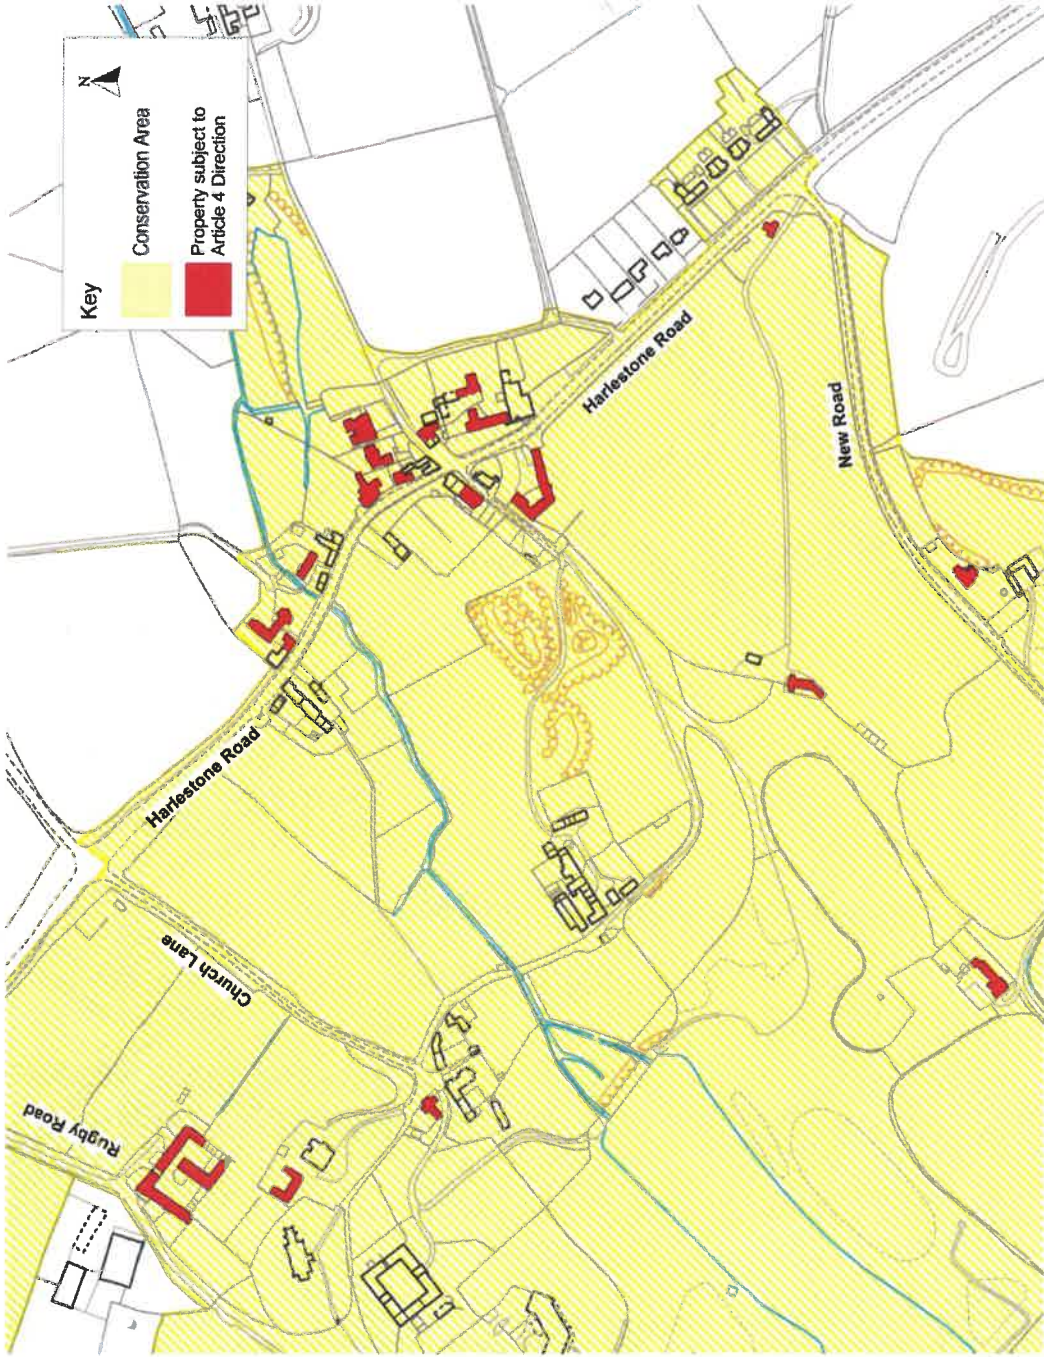 Key
N
Conservation Area
Property subject to
Article 4 Direction
Rugby Road
Church Lane
Harlestone Road
Harlestone Road
New Road